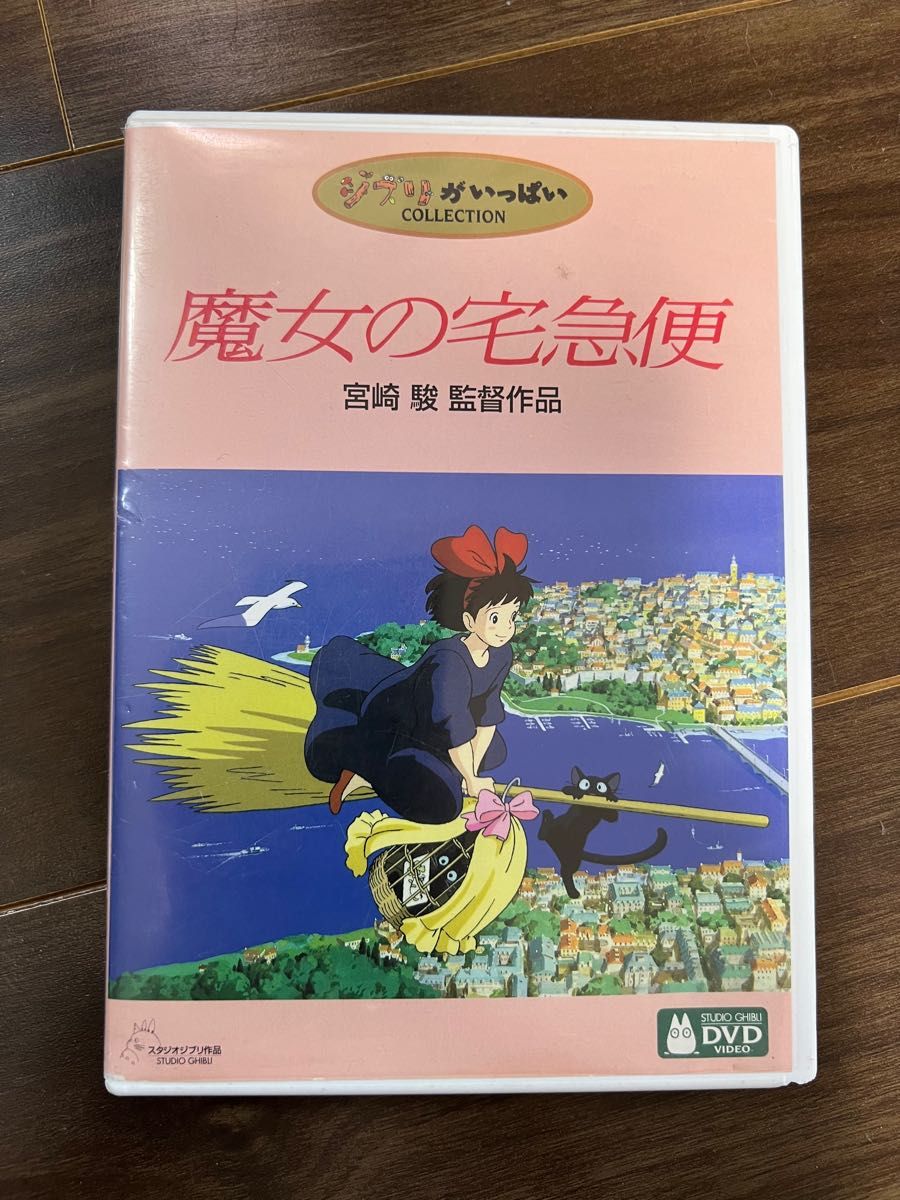 ジブリがいっぱい
COLLECTION
魔女の宅急便
宮崎 駿 監督作品
スタジオジブリ作品
STUDIO GHIBLI
STUDIO GHIBLI
DVD
VIDEO